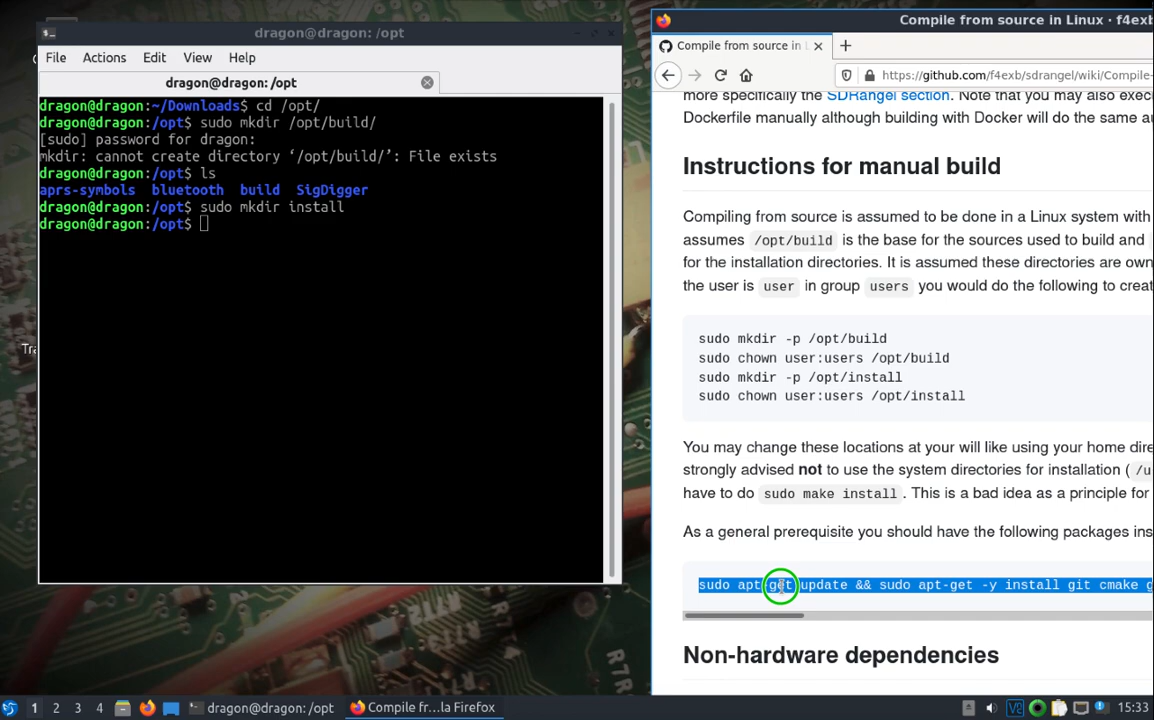 dragon@dragon: /opt
File Actions Edit View Help
dragon@dragon: /opt
dragon@dragon:~/Downloads$ cd /opt/
dragon@dragon:/opt$ sudo mkdir /opt/build/
[sudo] password for dragon:
mkdir: cannot create directory ‘/opt/build/’: File exists
dragon@dragon:/opt$ ls
aprs-symbols bluetooth build SigDigger
dragon@dragon:/opt$ sudo mkdir install
dragon@dragon:/opt$
Compile from source in Linux · f4exb
Compile from source in L
https://github.com/f4exb/sdrangel/wiki/Compile-
more specifically the SDRangel section. Note that you may also exec
Dockerfile manually although building with Docker will do the same au
Instructions for manual build
Compiling from source is assumed to be done in a Linux system with
assumes /opt/build is the base for the sources used to build and
for the installation directories. It is assumed these directories are own
the user is user in group users you would do the following to creat
sudo mkdir -p /opt/build
sudo chown user:users /opt/build
sudo mkdir -p /opt/install
sudo chown user:users /opt/install
You may change these locations at your will like using your home dire
strongly advised not to use the system directories for installation ( /u
have to do sudo make install . This is a bad idea as a principle for
As a general prerequisite you should have the following packages ins
sudo apt-get update && sudo apt-get -y install git cmake g
Non-hardware dependencies
1 2 3 4 dragon@dragon: /opt Compile fr...la Firefox 15:33